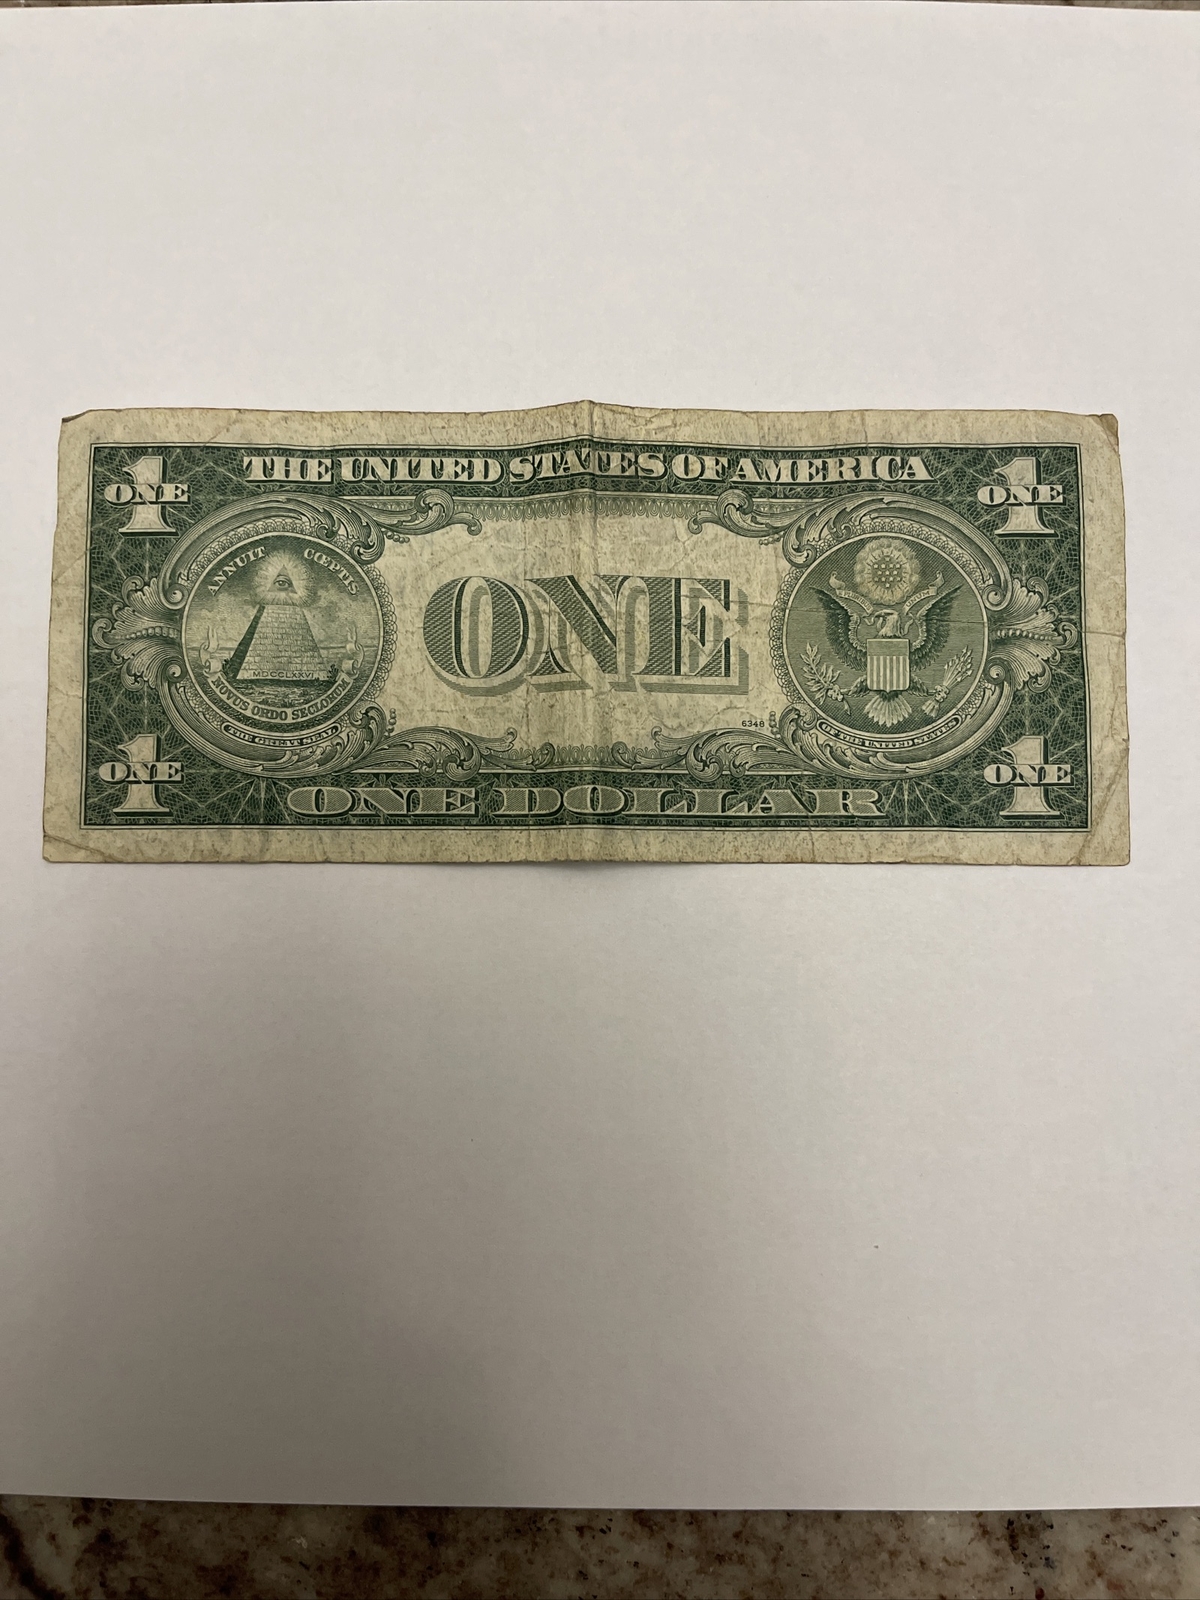 THE UNITED STATES OF AMERICA
1
ONE
1
ONE
ANNUIT CŒPTIS
MDCCLXXVI
NOVUS ORDO SECLORUM
THE GREAT SEAL
ONE
6348
OF THE UNITED STATES
1
ONE
1
ONE
ONE DOLLAR